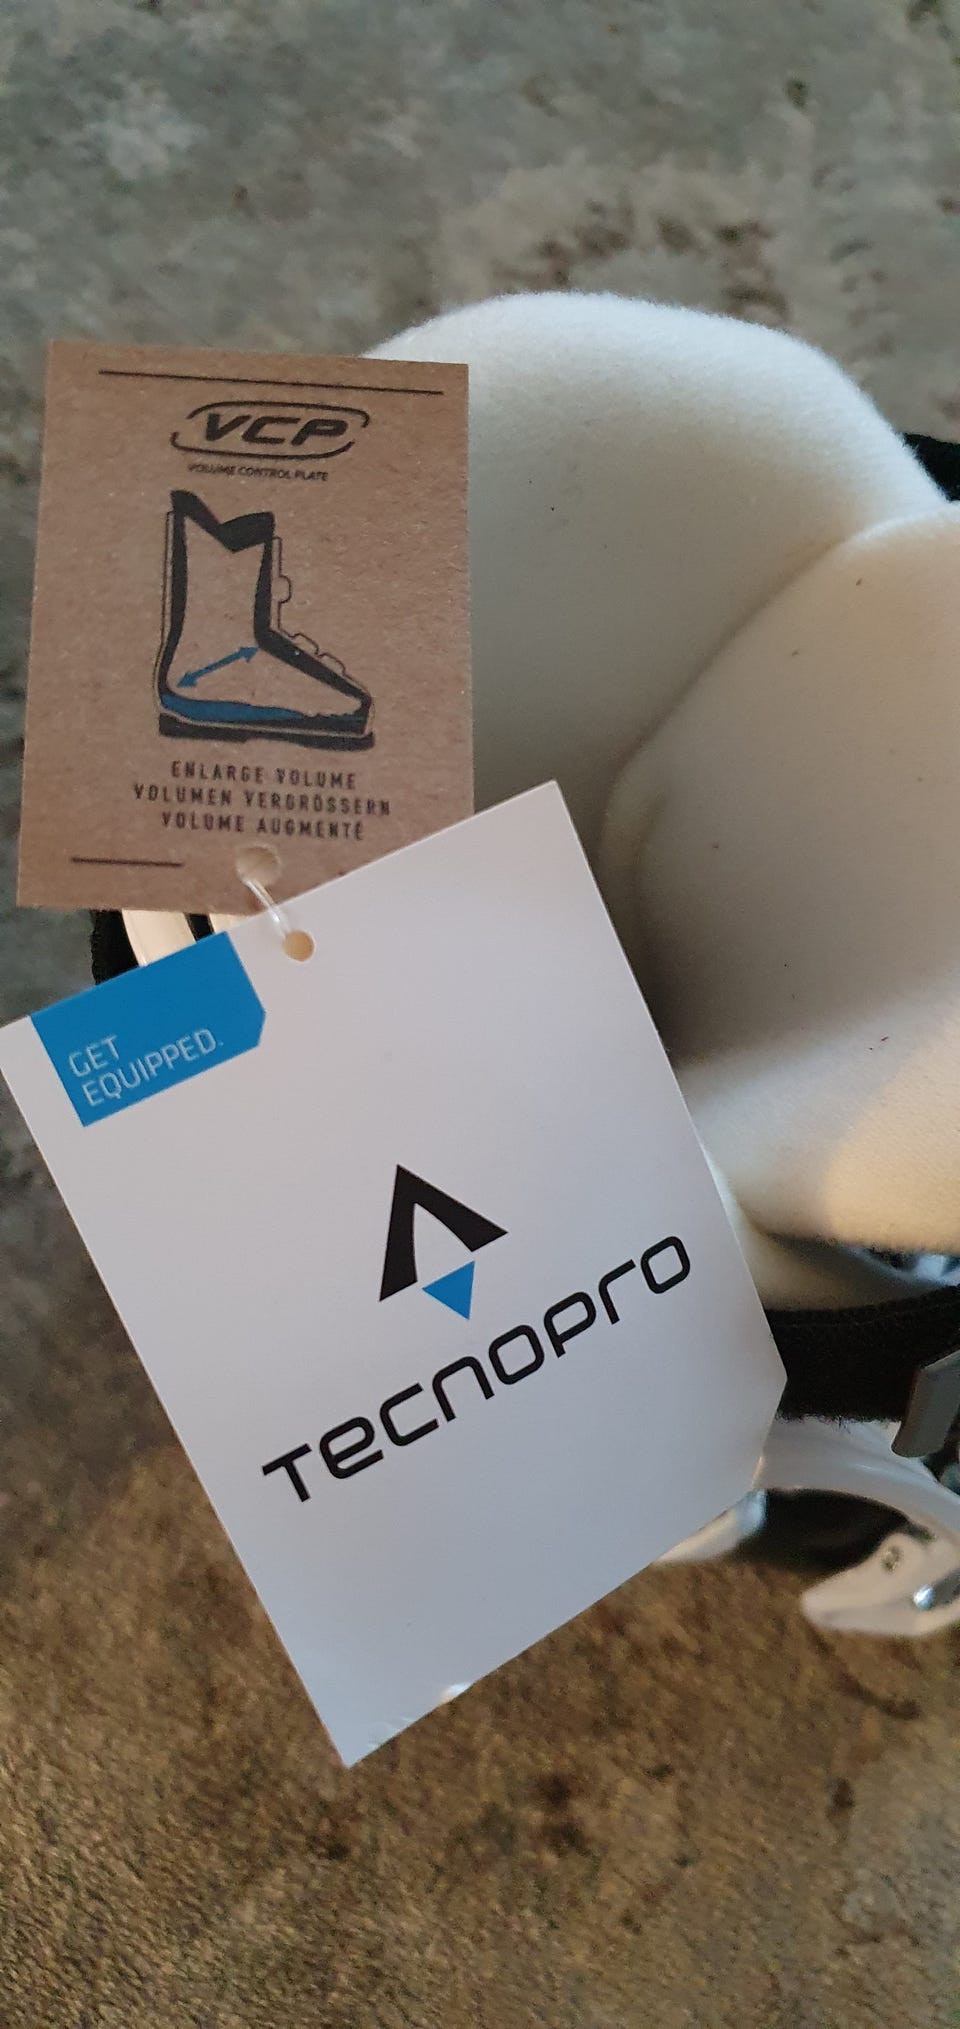 VCP
VOLUME CONTROL PLATE
ENLARGE VOLUME
VOLUMEN VERGRÖSSERN
VOLUME AUGMENTÉ
GET
EQUIPPED.
TECNOPRO